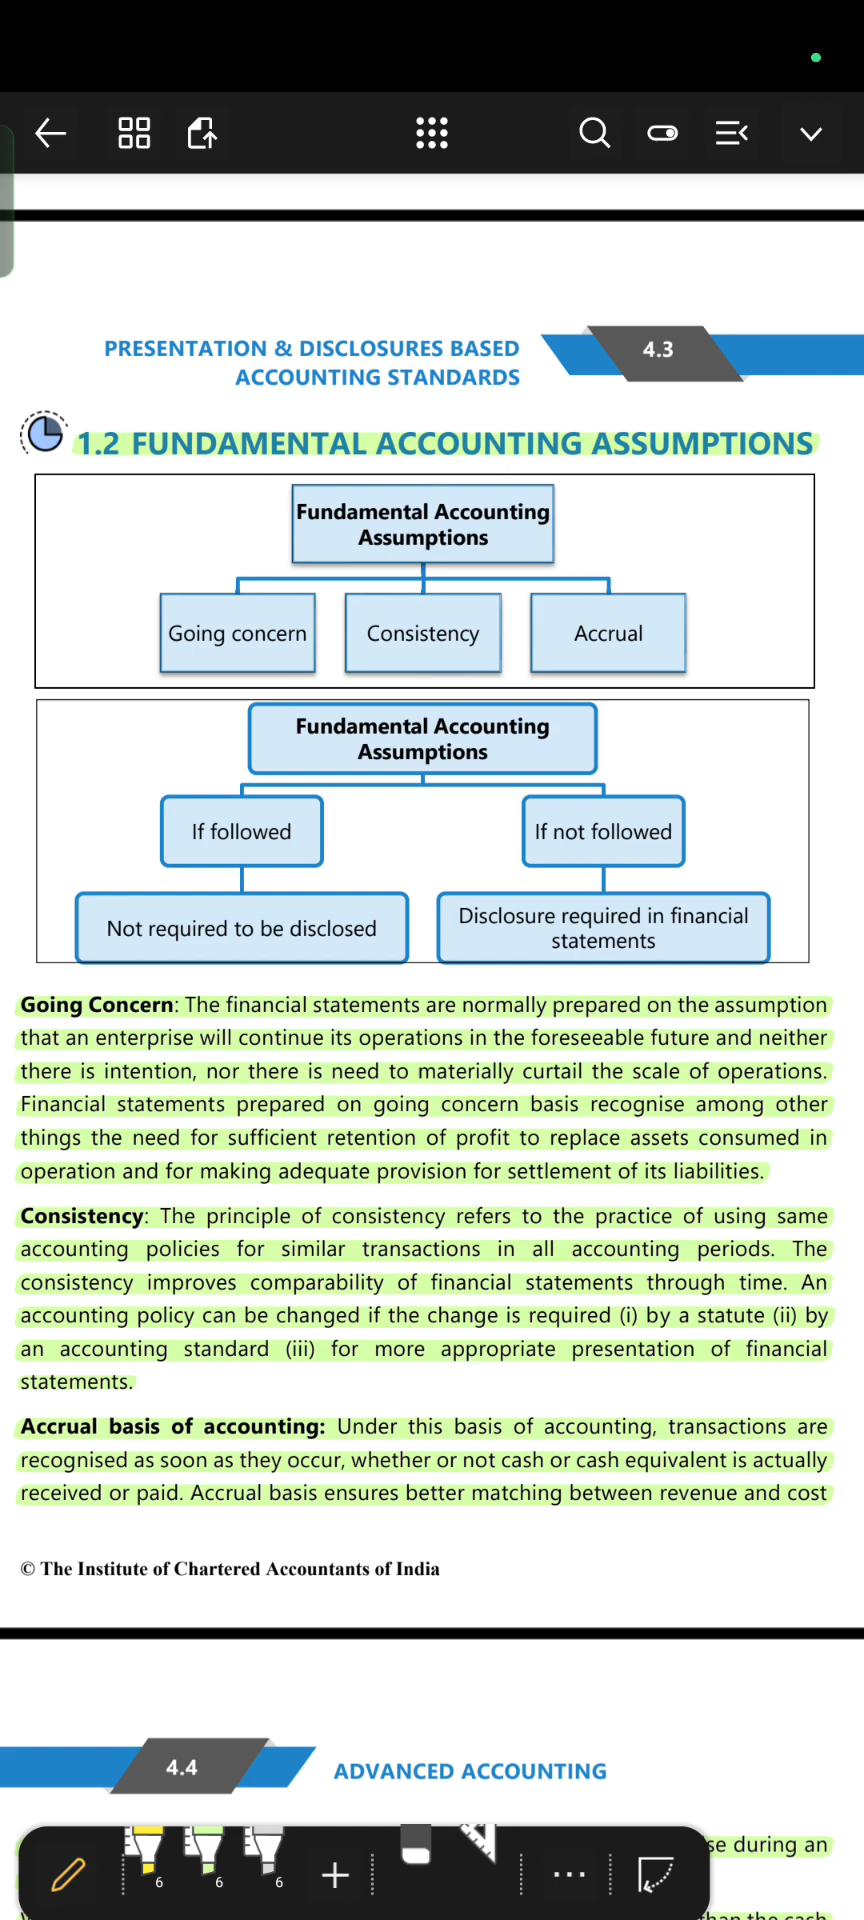 PRESENTATION & DISCLOSURES BASED
ACCOUNTING STANDARDS
4.3
1.2 FUNDAMENTAL ACCOUNTING ASSUMPTIONS
Fundamental Accounting
Assumptions
Going concern
Consistency
Accrual
Fundamental Accounting
Assumptions
If followed
If not followed
Not required to be disclosed
Disclosure required in financial
statements
Going Concern: The financial statements are normally prepared on the assumption
that an enterprise will continue its operations in the foreseeable future and neither
there is intention, nor there is need to materially curtail the scale of operations.
Financial statements prepared on going concern basis recognise among other
things the need for sufficient retention of profit to replace assets consumed in
operation and for making adequate provision for settlement of its liabilities.
Consistency: The principle of consistency refers to the practice of using same
accounting policies for similar transactions in all accounting periods. The
consistency improves comparability of financial statements through time. An
accounting policy can be changed if the change is required (i) by a statute (ii) by
an accounting standard (iii) for more appropriate presentation of financial
statements.
Accrual basis of accounting: Under this basis of accounting, transactions are
recognised as soon as they occur, whether or not cash or cash equivalent is actually
received or paid. Accrual basis ensures better matching between revenue and cost
© The Institute of Chartered Accountants of India
4.4
ADVANCED ACCOUNTING
during an
6
6
6
than the cash